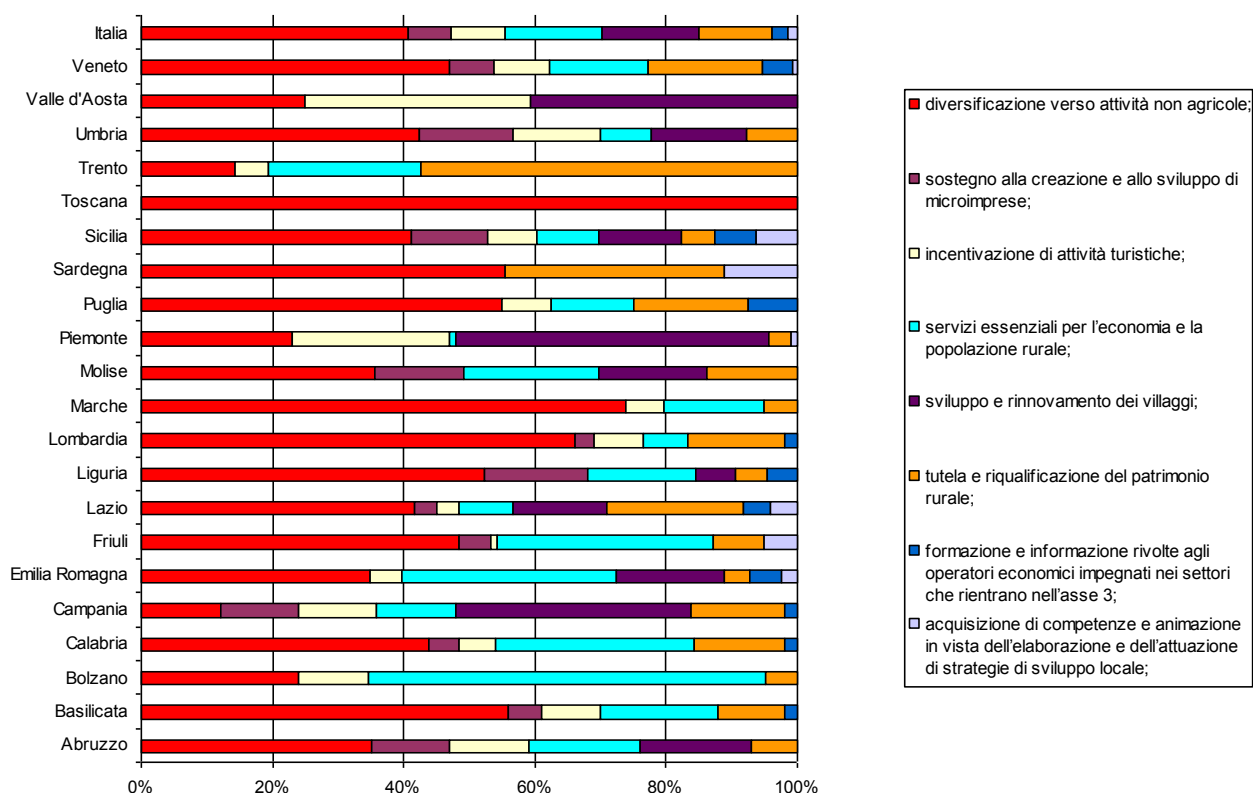 Italia
Veneto
Valle d'Aosta
Umbria
Trento
Toscana
Sicilia
Sardegna
Puglia
Piemonte
Molise
Marche
Lombardia
Liguria
Lazio
Friuli
Emilia Romagna
Campania
Calabria
Bolzano
Basilicata
Abruzzo
0% 20% 40% 60% 80% 100%
diversificazione verso attività non agricole;
sostegno alla creazione e allo sviluppo di
microimprese;
incentivazione di attività turistiche;
servizi essenziali per l'economia e la
popolazione rurale;
sviluppo e rinnovamento dei villaggi;
tutela e riqualificazione del patrimonio
rurale;
formazione e informazione rivolte agli
operatori economici impegnati nei settori
che rientrano nell'asse 3;
acquisizione di competenze e animazione
in vista dell'elaborazione e dell'attuazione
di strategie di sviluppo locale;